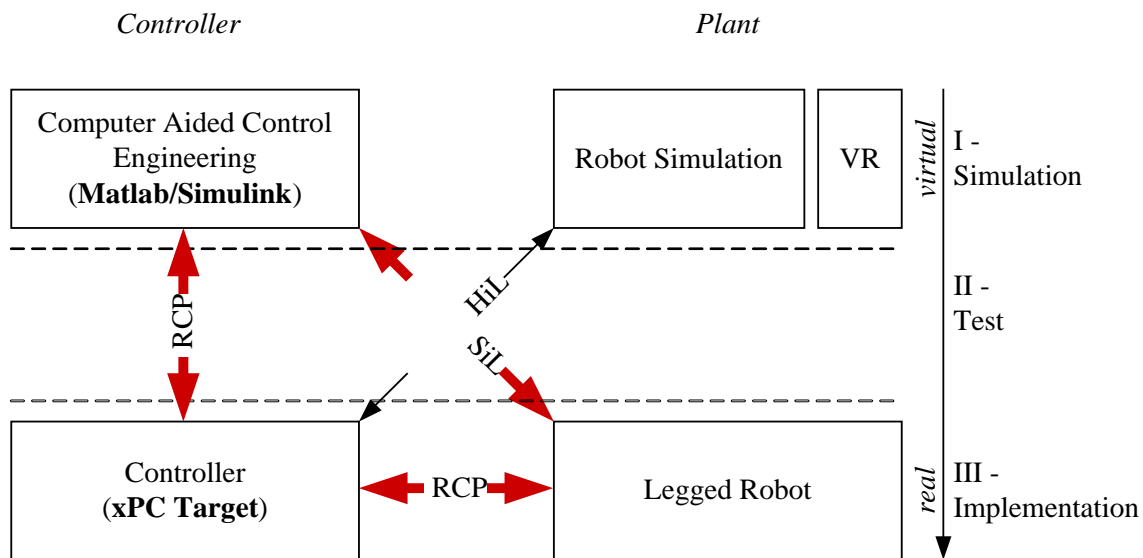 Controller
Plant
Computer Aided Control
Engineering
(Matlab/Simulink)
Robot Simulation
VR
virtual
I -
Simulation
HiL
RCP
SiL
II -
Test
Controller
(xPC Target)
RCP
Legged Robot
real
III -
Implementation